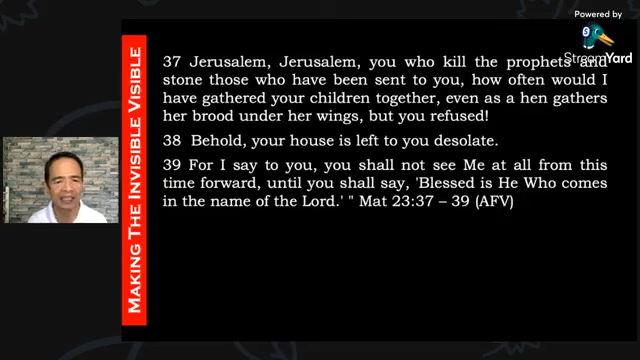 Powered by
StreamYard
Making The Invisible Visible
37 Jerusalem, Jerusalem, you who kill the prophets and
stone those who have been sent to you, how often would I
have gathered your children together, even as a hen gathers
her brood under her wings, but you refused!
38 Behold, your house is left to you desolate.
39 For I say to you, you shall not see Me at all from this
time forward, until you shall say, 'Blessed is He Who comes
in the name of the Lord.' " Mat 23:37 – 39 (AFV)